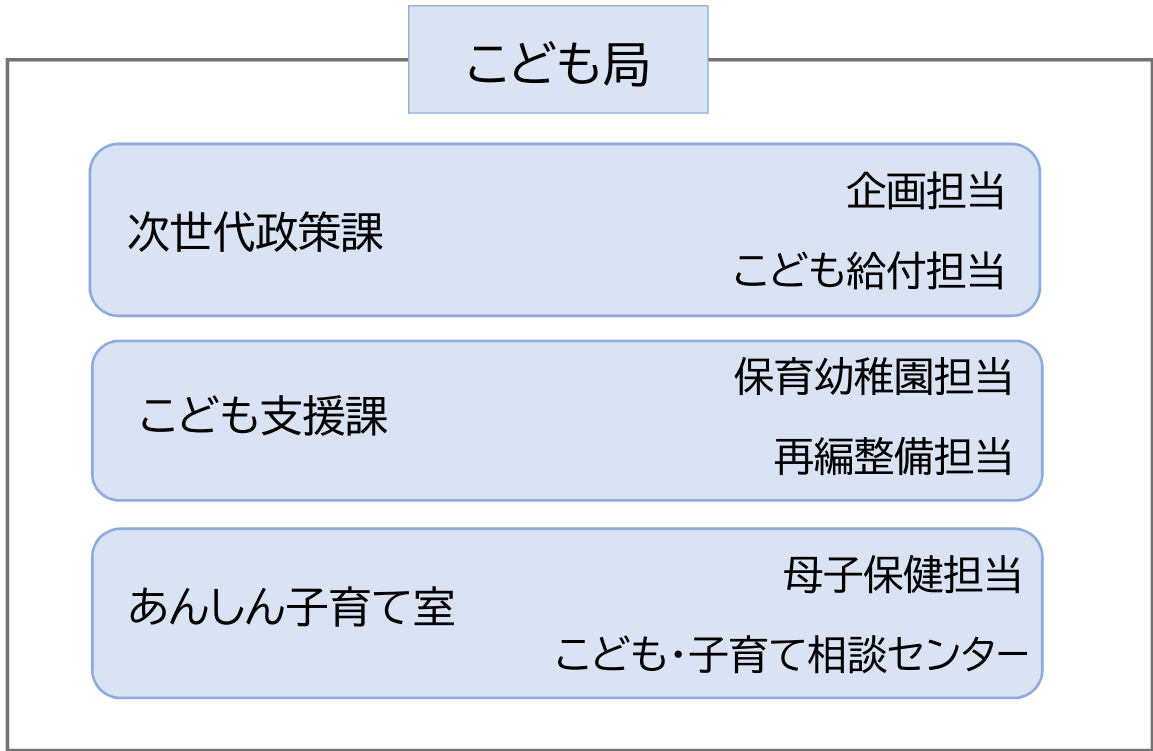 こども局
次世代政策課
企画担当
こども給付担当
こども支援課
保育幼稚園担当
再編整備担当
あんしん子育て室
母子保健担当
こども・子育て相談センター